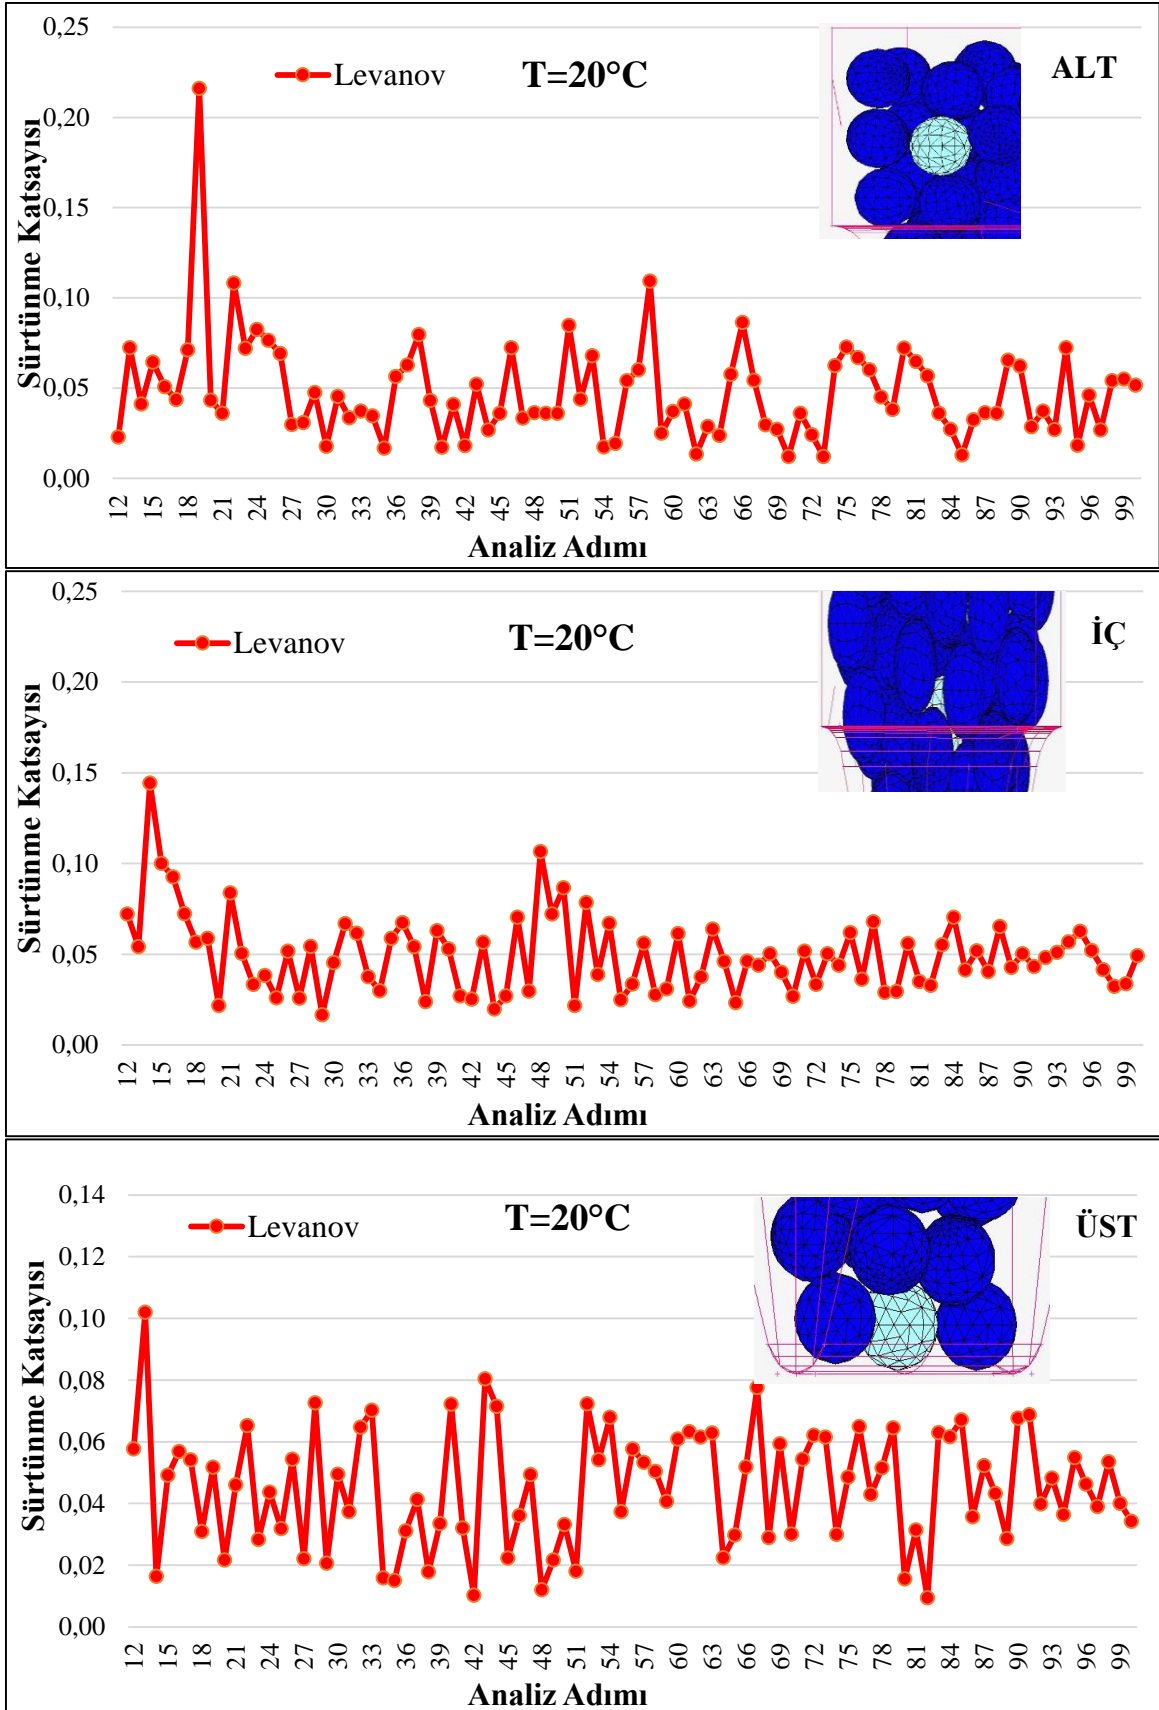 0,25
Levanov
T=20°C
ALT
0,20
0,15
0,10
0,05
0,00
Sürtünme Katsayısı
12 15 18 21 24 27 30 33 36 39 42 45 48 51 54 57 60 63 66 69 72 75 78 81 84 87 90 93 96 99
Analiz Adımı
0,25
Levanov
T=20°C
İÇ
0,20
0,15
0,10
0,05
0,00
Sürtünme Katsayısı
12 15 18 21 24 27 30 33 36 39 42 45 48 51 54 57 60 63 66 69 72 75 78 81 84 87 90 93 96 99
Analiz Adımı
0,14
Levanov
T=20°C
ÜST
0,12
0,10
0,08
0,06
0,04
0,02
0,00
Sürtünme Katsayısı
12 15 18 21 24 27 30 33 36 39 42 45 48 51 54 57 60 63 66 69 72 75 78 81 84 87 90 93 96 99
Analiz Adımı